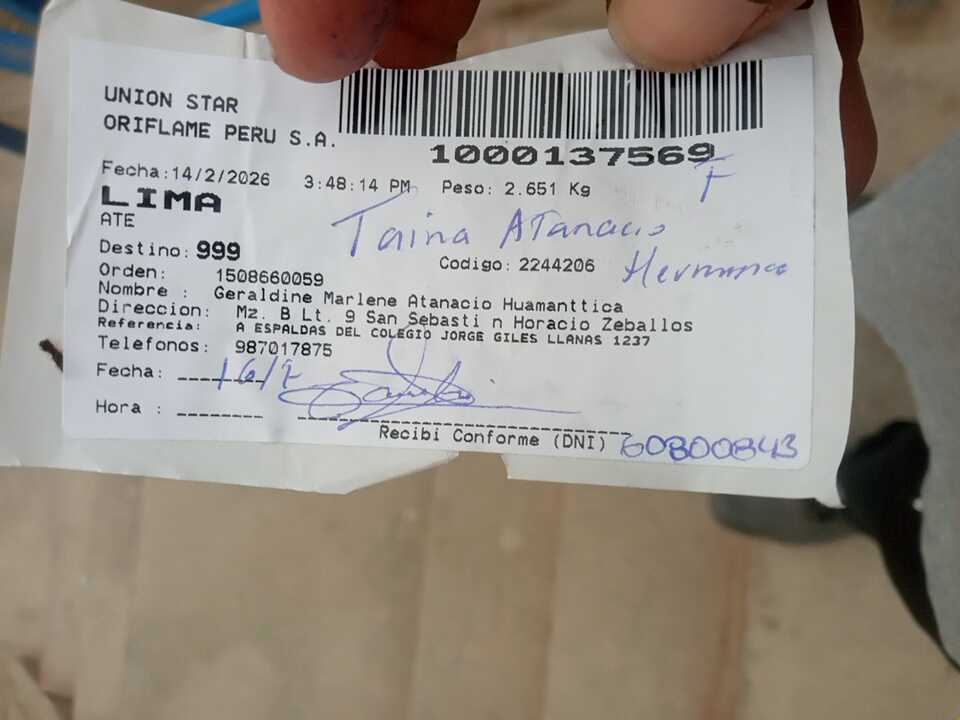 UNION STAR
ORIFLAME PERU S.A.
1000137569
F
Fecha:14/2/2026 3:48:14 PM Peso: 2.651 Kg
LIMA
ATE
Taina Atanacio
Hermana
Destino: 999
Codigo: 2244206
Orden: 1508660059
Nombre : Geraldine Marlene Atanacio Huamanttica
Direccion: Mz. B Lt. 9 San Sebasti n Horacio Zeballos
Referencia: A ESPALDAS DEL COLEGIO JORGE GILES LLANAS 1237
Telefonos: 987017875
Fecha: 16/2
Hora :
Recibi Conforme (DNI) 60800843